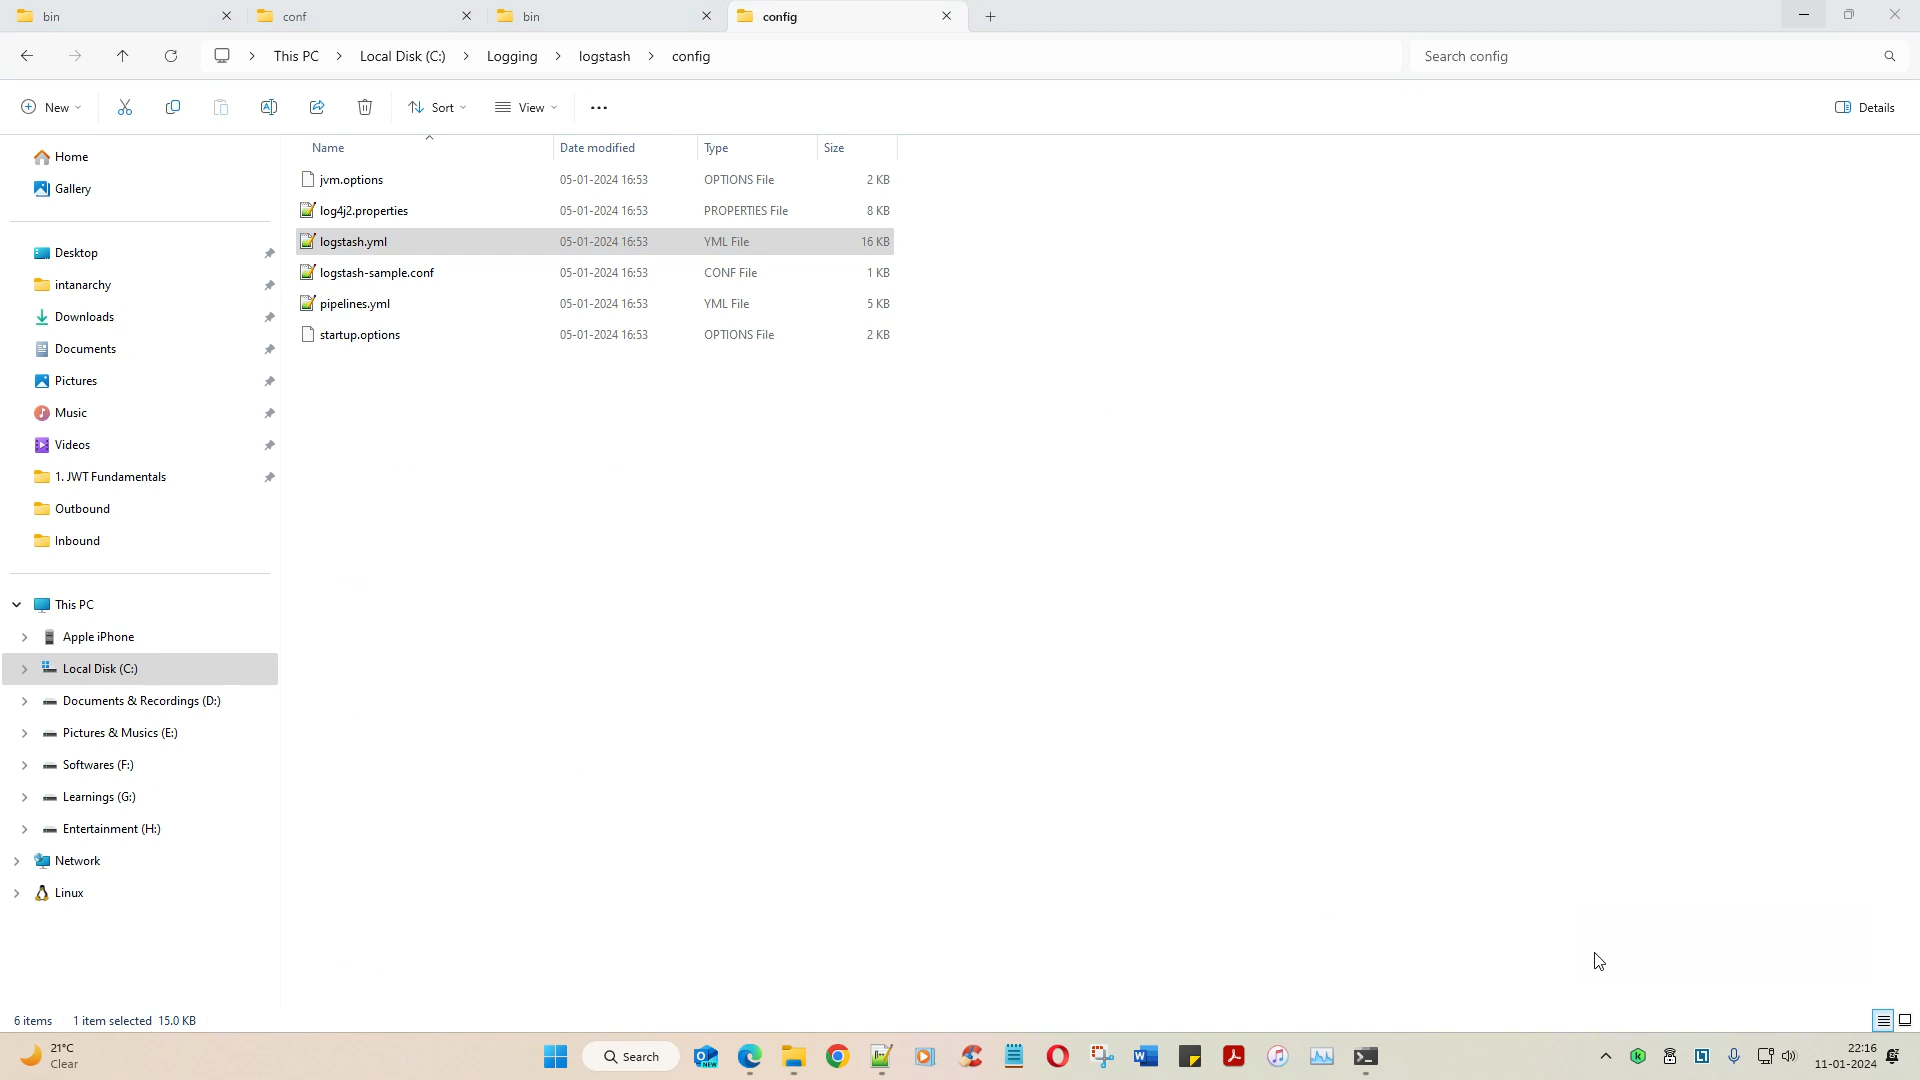 bin
conf
bin
config
This PC
Local Disk (C:)
Logging
logstash
config
Search config
New
Sort
View
Details
Name
Date modified
Type
Size
jvm.options 05-01-2024 16:53 OPTIONS File 2 KB
log4j2.properties 05-01-2024 16:53 PROPERTIES File 8 KB
logstash.yml 05-01-2024 16:53 YML File 16 KB
logstash-sample.conf 05-01-2024 16:53 CONF File 1 KB
pipelines.yml 05-01-2024 16:53 YML File 5 KB
startup.options 05-01-2024 16:53 OPTIONS File 2 KB
Home
Gallery
Desktop
intanarchy
Downloads
Documents
Pictures
Music
Videos
1. JWT Fundamentals
Outbound
Inbound
This PC
Apple iPhone
Local Disk (C:)
Documents & Recordings (D:)
Pictures & Musics (E:)
Softwares (F:)
Learnings (G:)
Entertainment (H:)
Network
Linux
6 items 1 item selected 15.0 KB
21°C
Clear
Search
22:16
11-01-2024